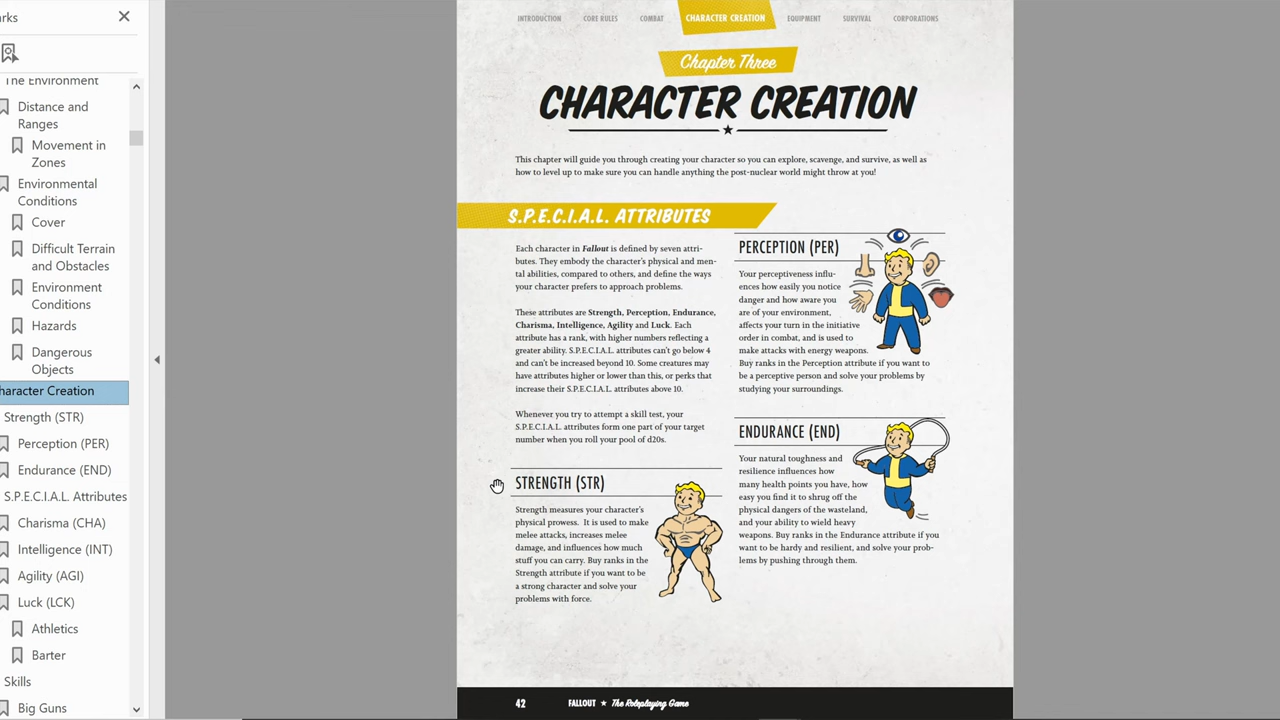 arks
The Environment
Distance and
Ranges
Movement in
Zones
Environmental
Conditions
Cover
Difficult Terrain
and Obstacles
Environment
Conditions
Hazards
Dangerous
Objects
haracter Creation
Strength (STR)
Perception (PER)
Endurance (END)
S.P.E.C.I.A.L. Attributes
Charisma (CHA)
Intelligence (INT)
Agility (AGI)
Luck (LCK)
Athletics
Barter
Skills
Big Guns
INTRODUCTION CORE RULES COMBAT CHARACTER CREATION EQUIPMENT SURVIVAL CORPORATIONS
Chapter Three
CHARACTER CREATION
This chapter will guide you through creating your character so you can explore, scavenge, and survive, as well as
how to level up to make sure you can handle anything the post-nuclear world might throw at you!
S.P.E.C.I.A.L. ATTRIBUTES
Each character in Fallout is defined by seven attri-
butes. They embody the character's physical and men-
tal abilities, compared to others, and define the ways
your character prefers to approach problems.
These attributes are Strength, Perception, Endurance,
Charisma, Intelligence, Agility and Luck. Each
attribute has a rank, with higher numbers reflecting a
greater ability. S.P.E.C.I.A.L. attributes can't go below 4
and can't be increased beyond 10. Some creatures may
have attributes higher or lower than this, or perks that
increase their S.P.E.C.I.A.L. attributes above 10.
Whenever you try to attempt a skill test, your
S.P.E.C.I.A.L. attributes form one part of your target
number when you roll your pool of d20s.
STRENGTH (STR)
Strength measures your character's
physical prowess. It is used to make
melee attacks, increases melee
damage, and influences how much
stuff you can carry. Buy ranks in the
Strength attribute if you want to be
a strong character and solve your
problems with force.
PERCEPTION (PER)
Your perceptiveness influ-
ences how easily you notice
danger and how aware you
are of your environment,
affects your turn in the initiative
order in combat, and is used to
make attacks with energy weapons.
Buy ranks in the Perception attribute if you want to
be a perceptive person and solve your problems by
studying your surroundings.
ENDURANCE (END)
Your natural toughness and
resilience influences how
many health points you have, how
easy you find it to shrug off the
physical dangers of the wasteland,
and your ability to wield heavy
weapons. Buy ranks in the Endurance attribute if you
want to be hardy and resilient, and solve your prob-
lems by pushing through them.
42 FALLOUT ★ The Roleplaying Game